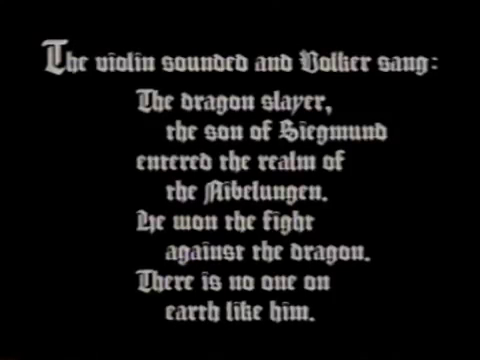 The violin sounded and Volker sang:
The dragon slayer,
the son of Siegmund
entered the realm of
the Nibelungen.
He won the fight
against the dragon.
There is no one on
earth like him.